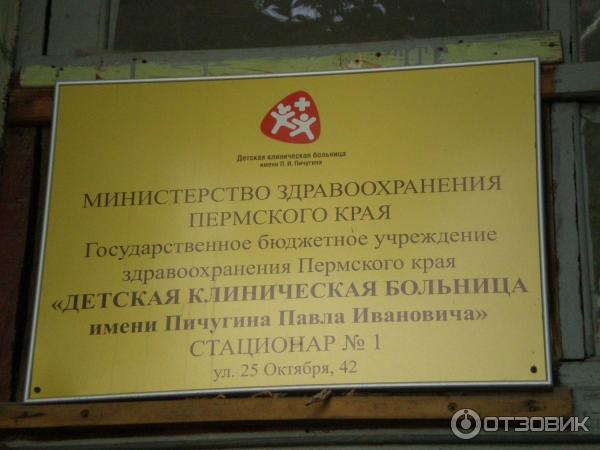 Детская клиническая больница
имени П. И. Пичугина
МИНИСТЕРСТВО ЗДРАВООХРАНЕНИЯ
ПЕРМСКОГО КРАЯ
Государственное бюджетное учреждение
здравоохранения Пермского края
«ДЕТСКАЯ КЛИНИЧЕСКАЯ БОЛЬНИЦА
имени Пичугина Павла Ивановича»
СТАЦИОНАР № 1
ул. 25 Октября, 42
ОТЗОВИК